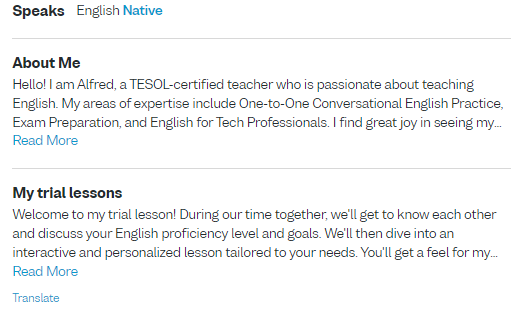 Speaks English Native
About Me
Hello! I am Alfred, a TESOL-certified teacher who is passionate about teaching
English. My areas of expertise include One-to-One Conversational English Practice,
Exam Preparation, and English for Tech Professionals. I find great joy in seeing my...
Read More
My trial lessons
Welcome to my trial lesson! During our time together, we'll get to know each other
and discuss your English proficiency level and goals. We'll then dive into an
interactive and personalized lesson tailored to your needs. You'll get a feel for my...
Read More
Translate